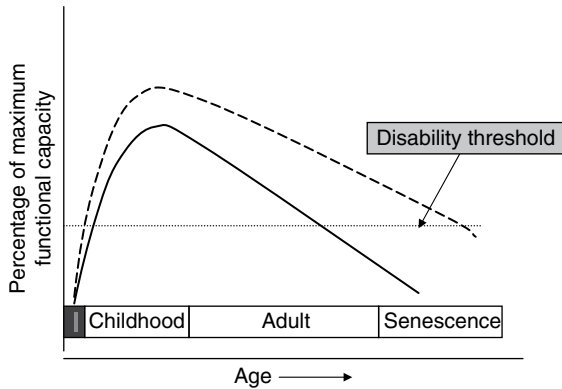 Percentage of maximum
functional capacity
Disability threshold
Childhood
Adult
Senescence
Age